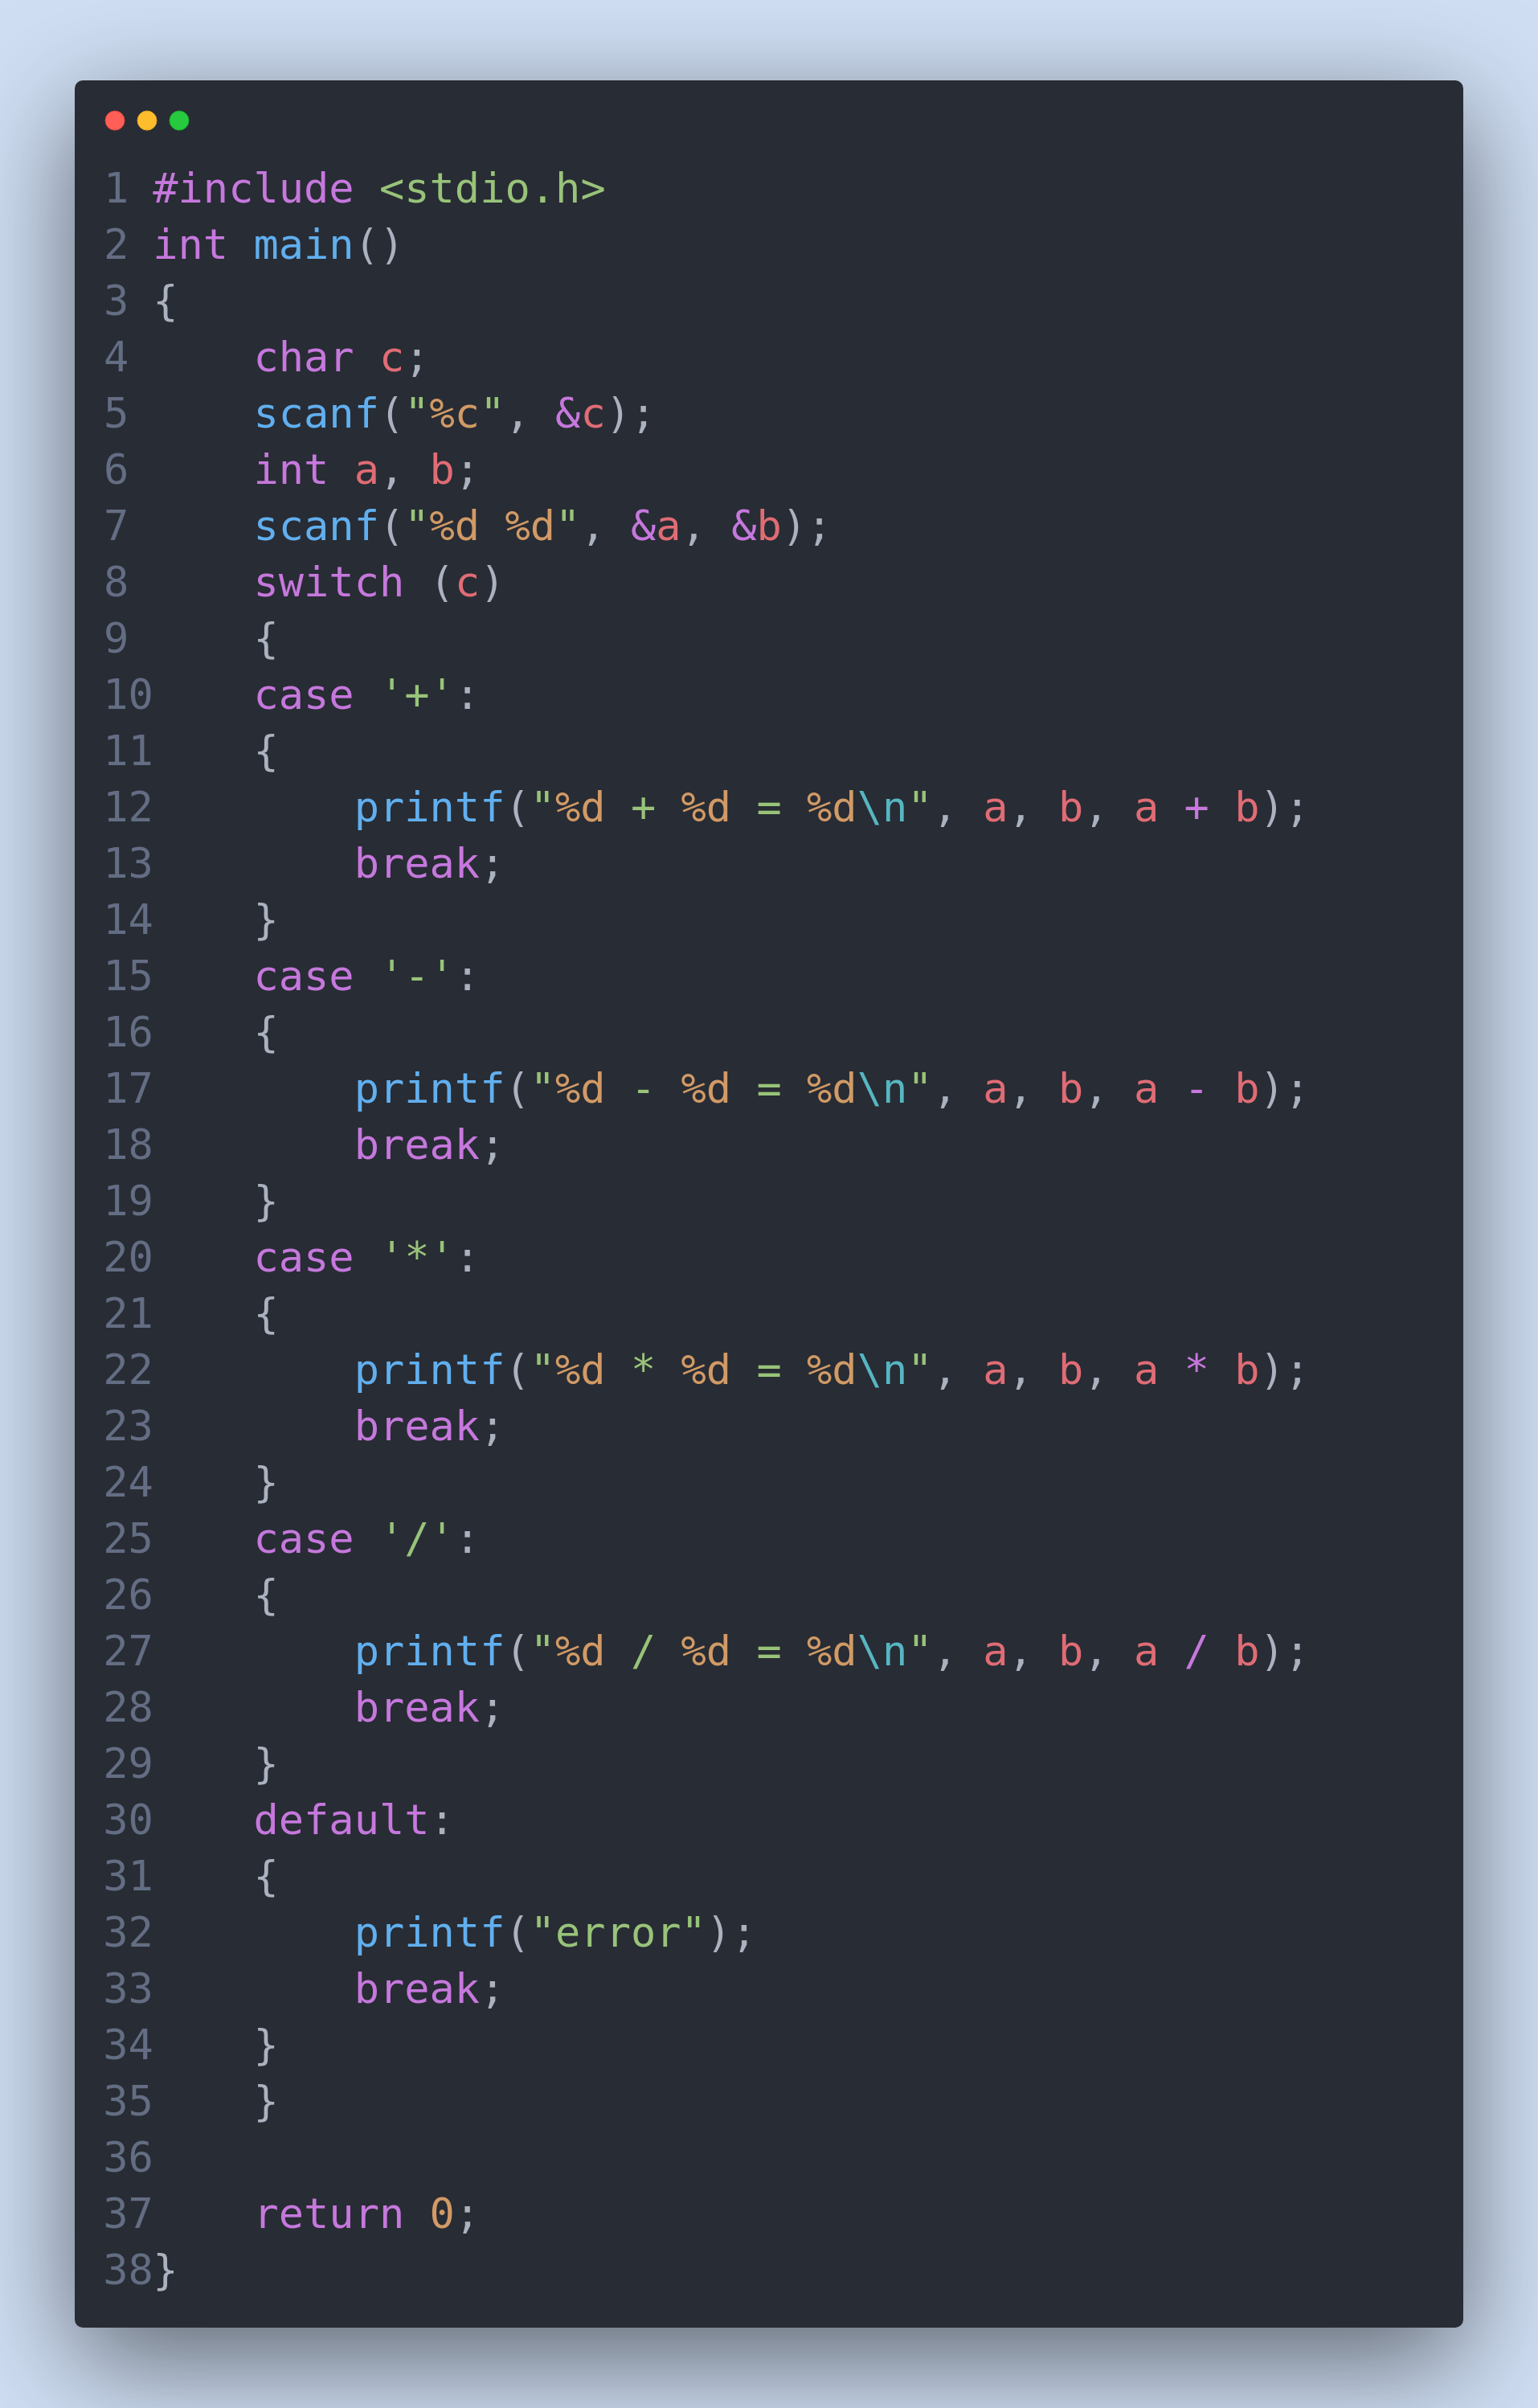 1 #include <stdio.h>
2 int main()
3 {
4     char c;
5     scanf("%c", &c);
6     int a, b;
7     scanf("%d %d", &a, &b);
8     switch (c)
9     {
10    case '+':
11    {
12        printf("%d + %d = %d\n", a, b, a + b);
13        break;
14    }
15    case '-':
16    {
17        printf("%d - %d = %d\n", a, b, a - b);
18        break;
19    }
20    case '*':
21    {
22        printf("%d * %d = %d\n", a, b, a * b);
23        break;
24    }
25    case '/':
26    {
27        printf("%d / %d = %d\n", a, b, a / b);
28        break;
29    }
30    default:
31    {
32        printf("error");
33        break;
34    }
35    }
36
37    return 0;
38}